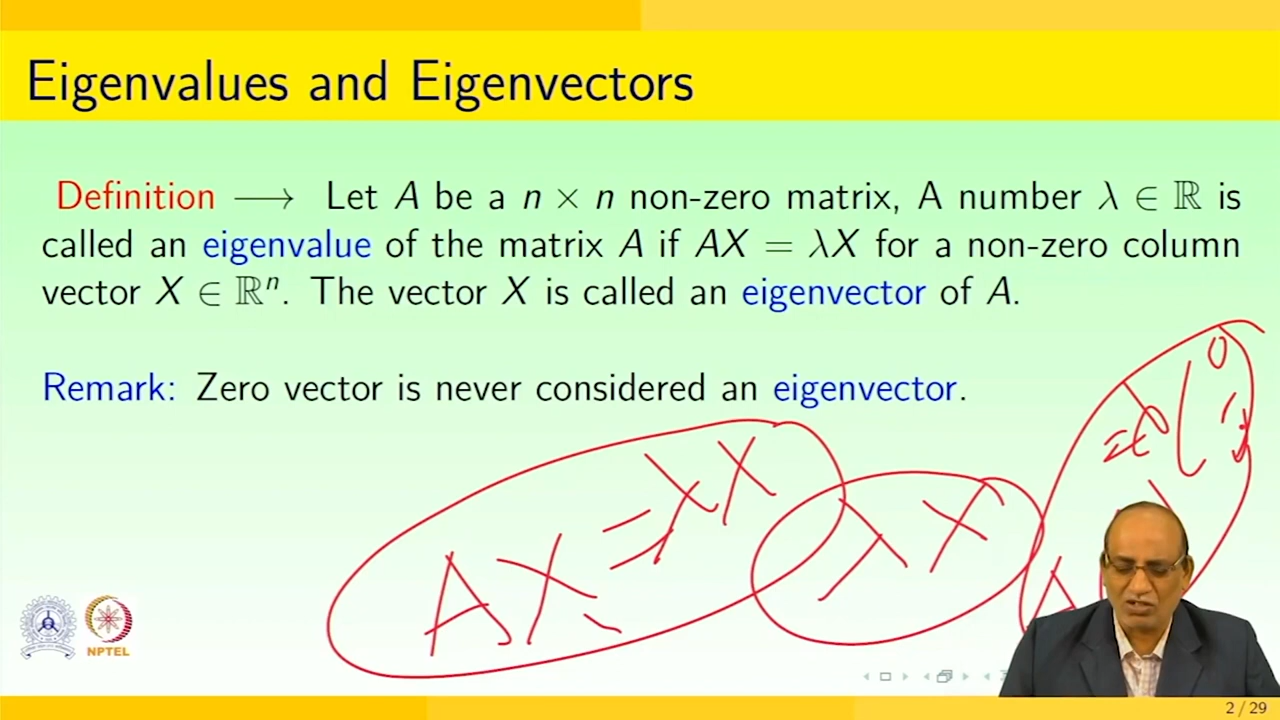 Eigenvalues and Eigenvectors
Definition ⟶ Let A be a n × n non-zero matrix, A number λ ∈ ℝ is
called an eigenvalue of the matrix A if AX = λX for a non-zero column
vector X ∈ ℝⁿ. The vector X is called an eigenvector of A.
Remark: Zero vector is never considered an eigenvector.
AX = λX
λX
NPTEL
2 / 29